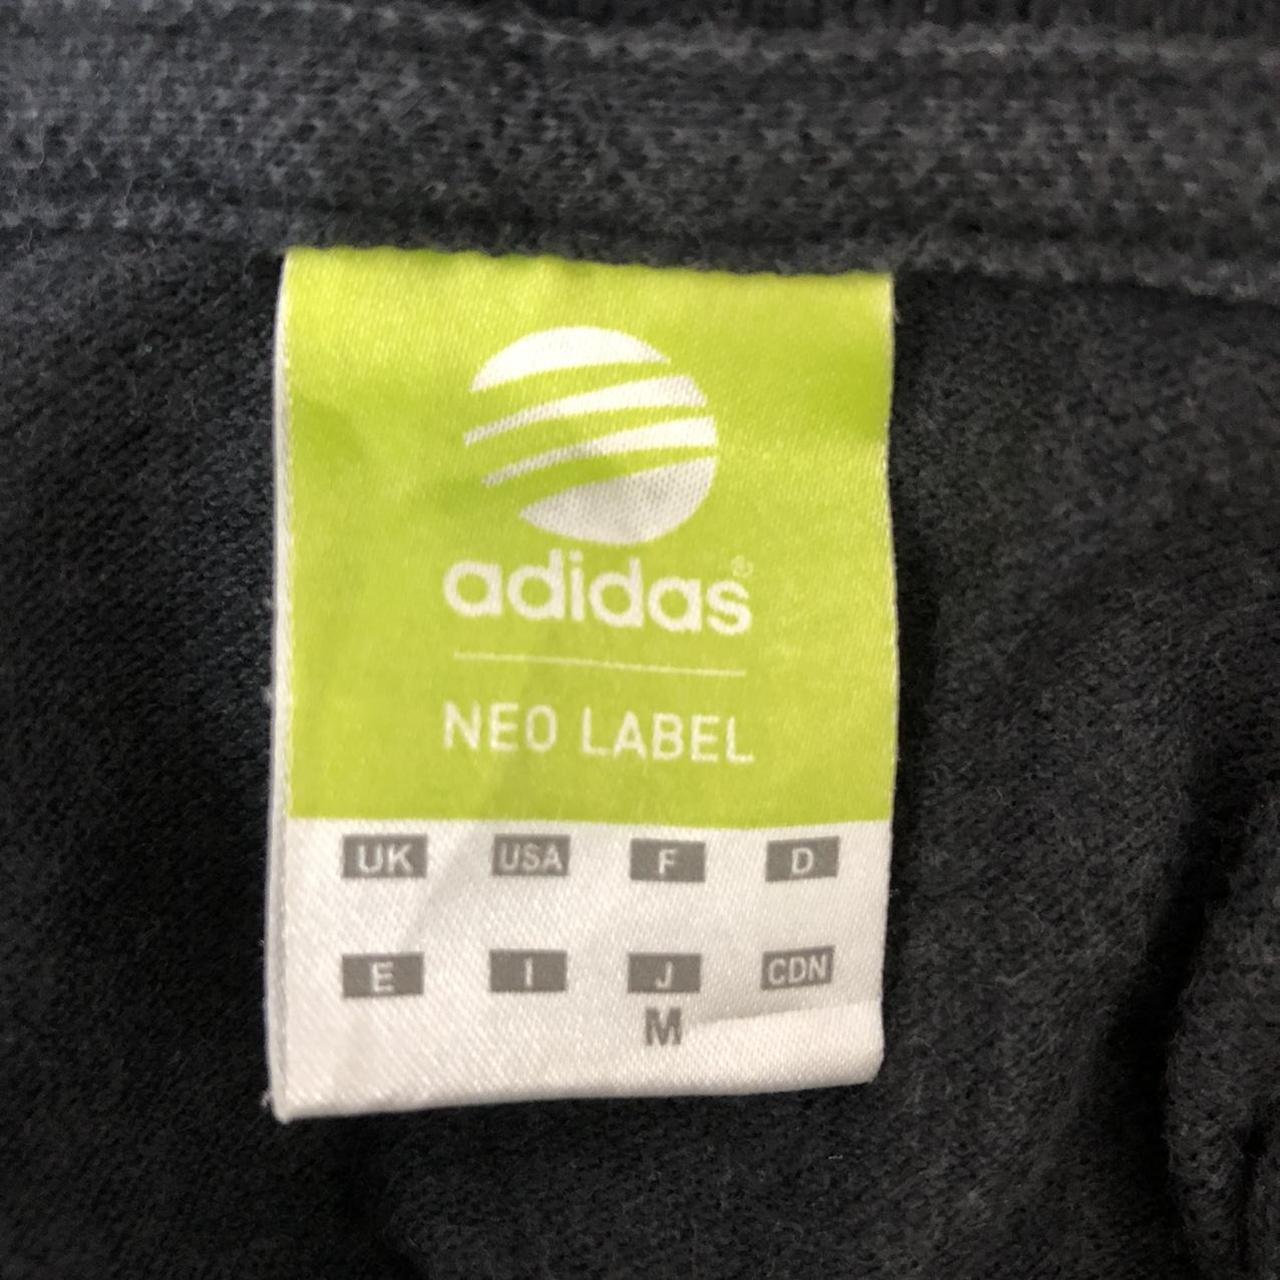 adidas®
NEO LABEL
UK USA F D
E I J CDN
M